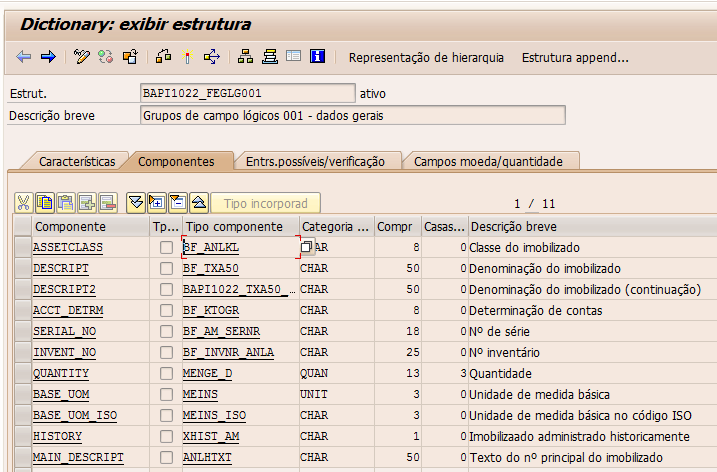 Dictionary: exibir estrutura
Representação de hierarquia Estrutura append...
Estrut. BAPI1022_FEGLG001 ativo
Descrição breve Grupos de campo lógicos 001 - dados gerais
Características Componentes Entrs.possíveis/verificação Campos moeda/quantidade
Tipo incorporad 1 / 11
Componente Tp... Tipo componente Categoria ... Compr Casas... Descrição breve
ASSETCLASS BF_ANLKL AR 8 0 Classe do imobilizado
DESCRIPT BF_TXA50 CHAR 50 0 Denominação do imobilizado
DESCRIPT2 BAPI1022_TXA50_... CHAR 50 0 Denominação do imobilizado (continuação)
ACCT_DETRM BF_KTOGR CHAR 8 0 Determinação de contas
SERIAL_NO BF_AM_SERNR CHAR 18 0 Nº de série
INVENT_NO BF_INVNR_ANLA CHAR 25 0 Nº inventário
QUANTITY MENGE_D QUAN 13 3 Quantidade
BASE_UOM MEINS UNIT 3 0 Unidade de medida básica
BASE_UOM_ISO MEINS_ISO CHAR 3 0 Unidade de medida básica no código ISO
HISTORY XHIST_AM CHAR 1 0 Imobilizaado administrado historicamente
MAIN_DESCRIPT ANLHTXT CHAR 50 0 Texto do nº principal do imobilizado